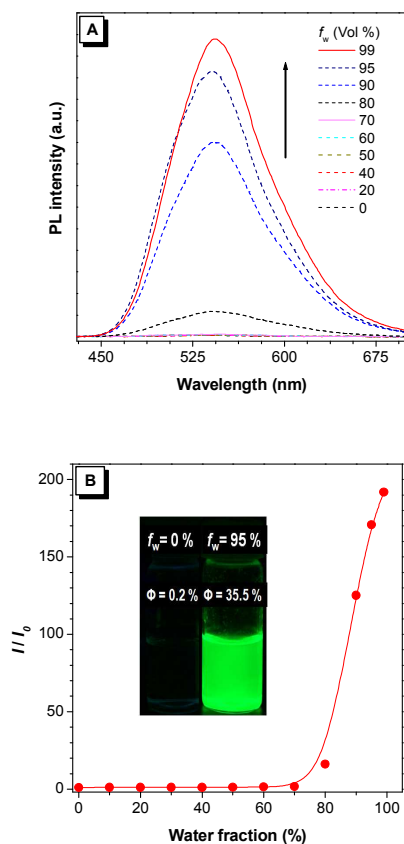 A
f_w (Vol %)
99
95
90
80
70
60
50
40
20
0
PL intensity (a.u.)
450 525 600 675
Wavelength (nm)
B
200
150
100
50
0
I / I_0
f_w = 0 % f_w = 95 %
Φ = 0.2 % Φ = 35.5 %
0 20 40 60 80 100
Water fraction (%)